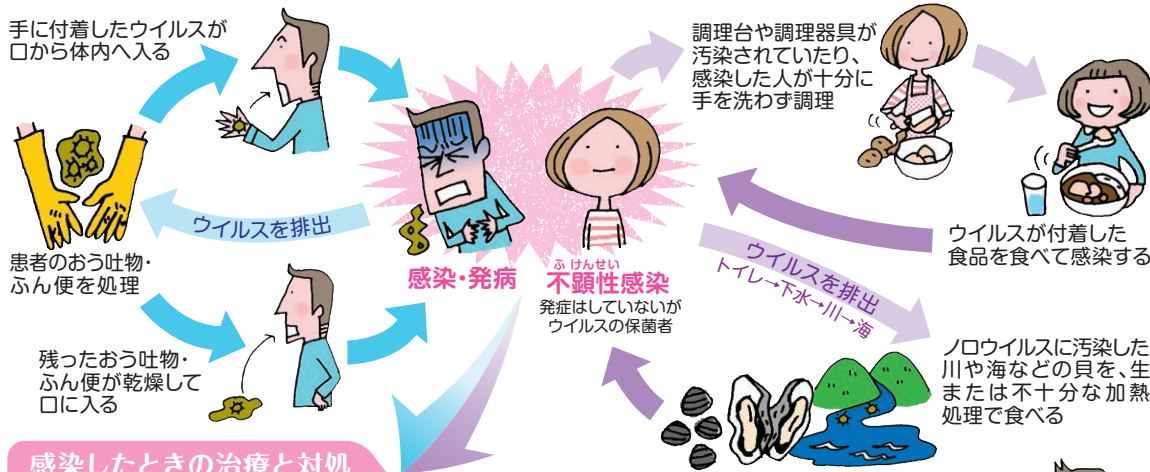 手に付着したウイルスが
口から体内へ入る
ウイルスを排出
患者のおう吐物・
ふん便を処理
残ったおう吐物・
ふん便が乾燥して
口に入る
感染・発病
ふけんせい
不顕性感染
発症はしていないが
ウイルスの保菌者
調理台や調理器具が
汚染されていたり、
感染した人が十分に
手を洗わず調理
ウイルスが付着した
食品を食べて感染する
ウイルスを排出
トイレ→下水→川→海
ノロウイルスに汚染した
川や海などの貝を、生
または不十分な加熱
処理で食べる
感染したときの治療と対処